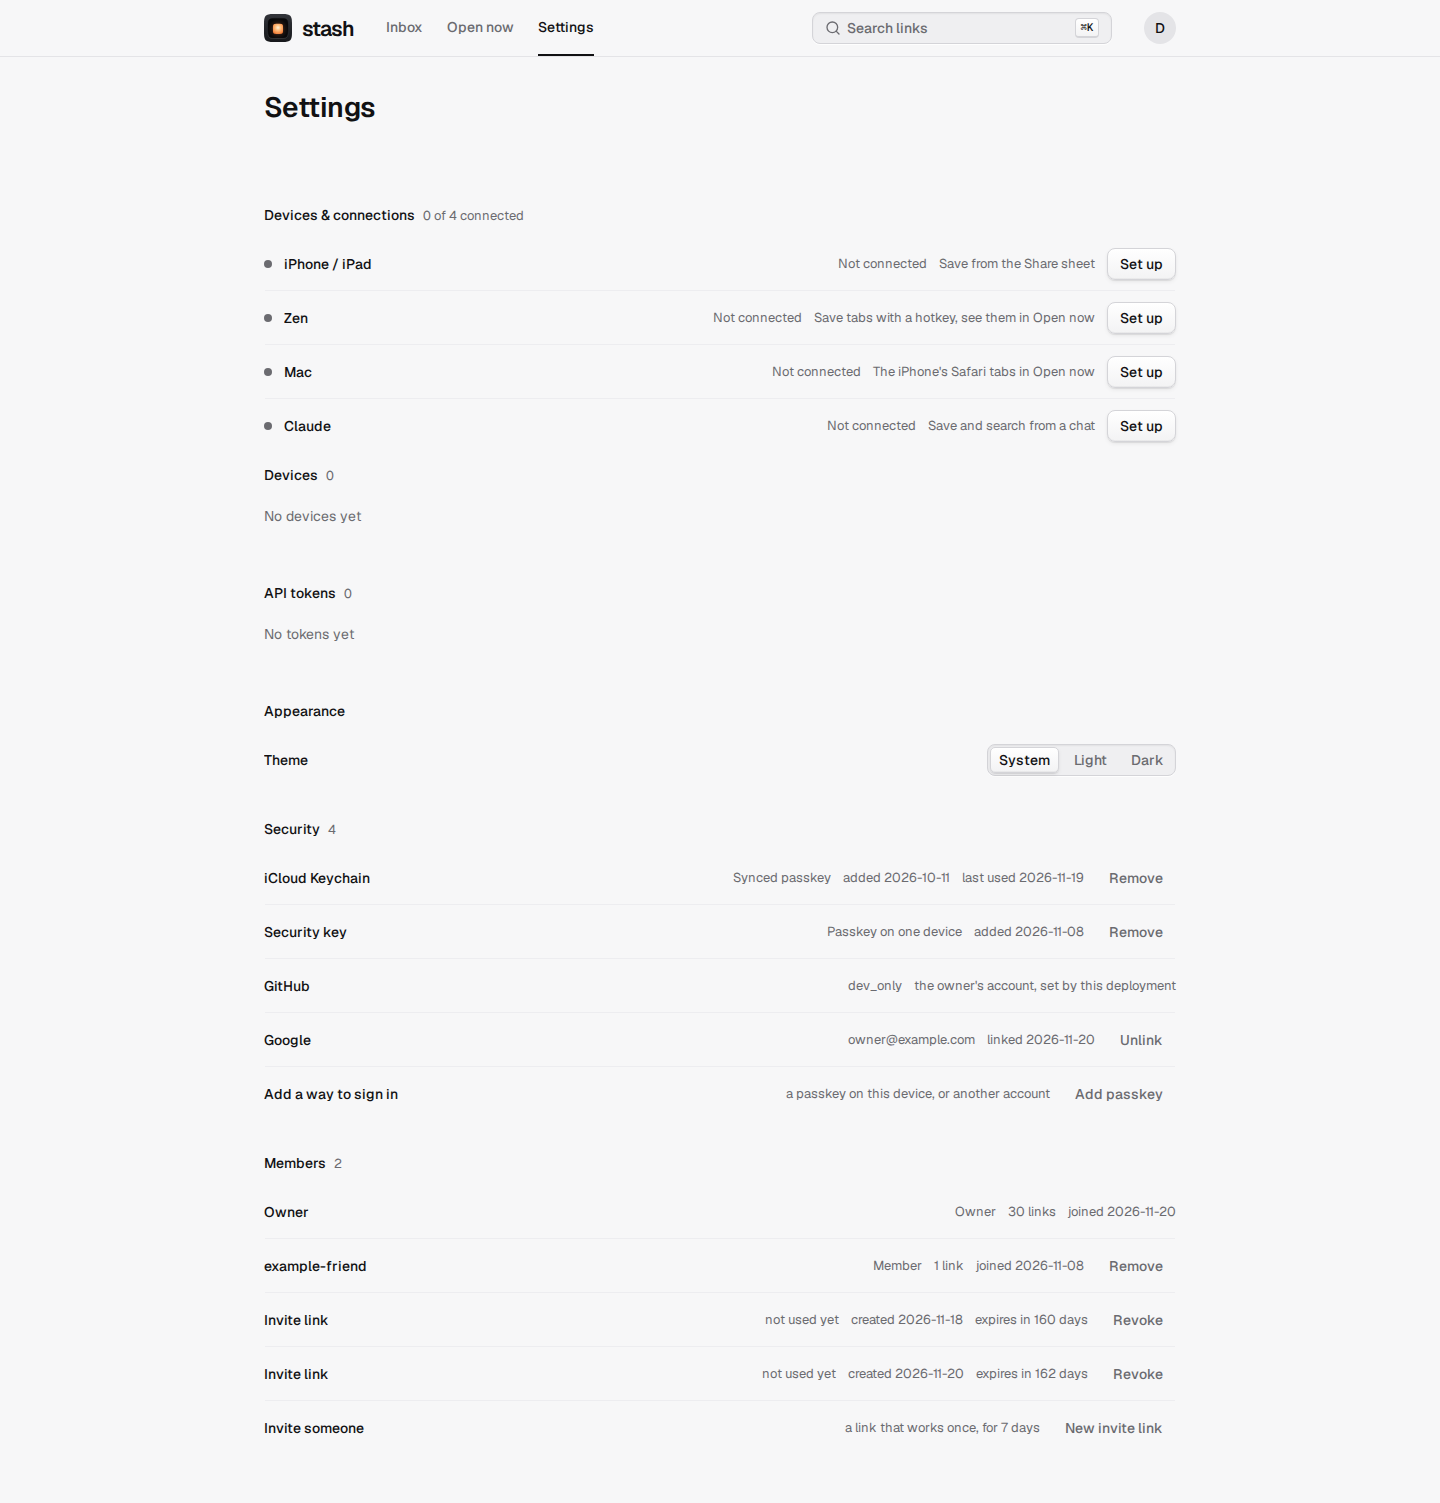 stash Inbox Open now Settings Search links ⌘K D
Settings
Devices & connections 0 of 4 connected
iPhone / iPad Not connected Save from the Share sheet Set up
Zen Not connected Save tabs with a hotkey, see them in Open now Set up
Mac Not connected The iPhone's Safari tabs in Open now Set up
Claude Not connected Save and search from a chat Set up
Devices 0
No devices yet
API tokens 0
No tokens yet
Appearance
Theme System Light Dark
Security 4
iCloud Keychain Synced passkey added 2026-10-11 last used 2026-11-19 Remove
Security key Passkey on one device added 2026-11-08 Remove
GitHub dev_only the owner's account, set by this deployment
Google owner@example.com linked 2026-11-20 Unlink
Add a way to sign in a passkey on this device, or another account Add passkey
Members 2
Owner Owner 30 links joined 2026-11-20
example-friend Member 1 link joined 2026-11-08 Remove
Invite link not used yet created 2026-11-18 expires in 160 days Revoke
Invite link not used yet created 2026-11-20 expires in 162 days Revoke
Invite someone a link that works once, for 7 days New invite link